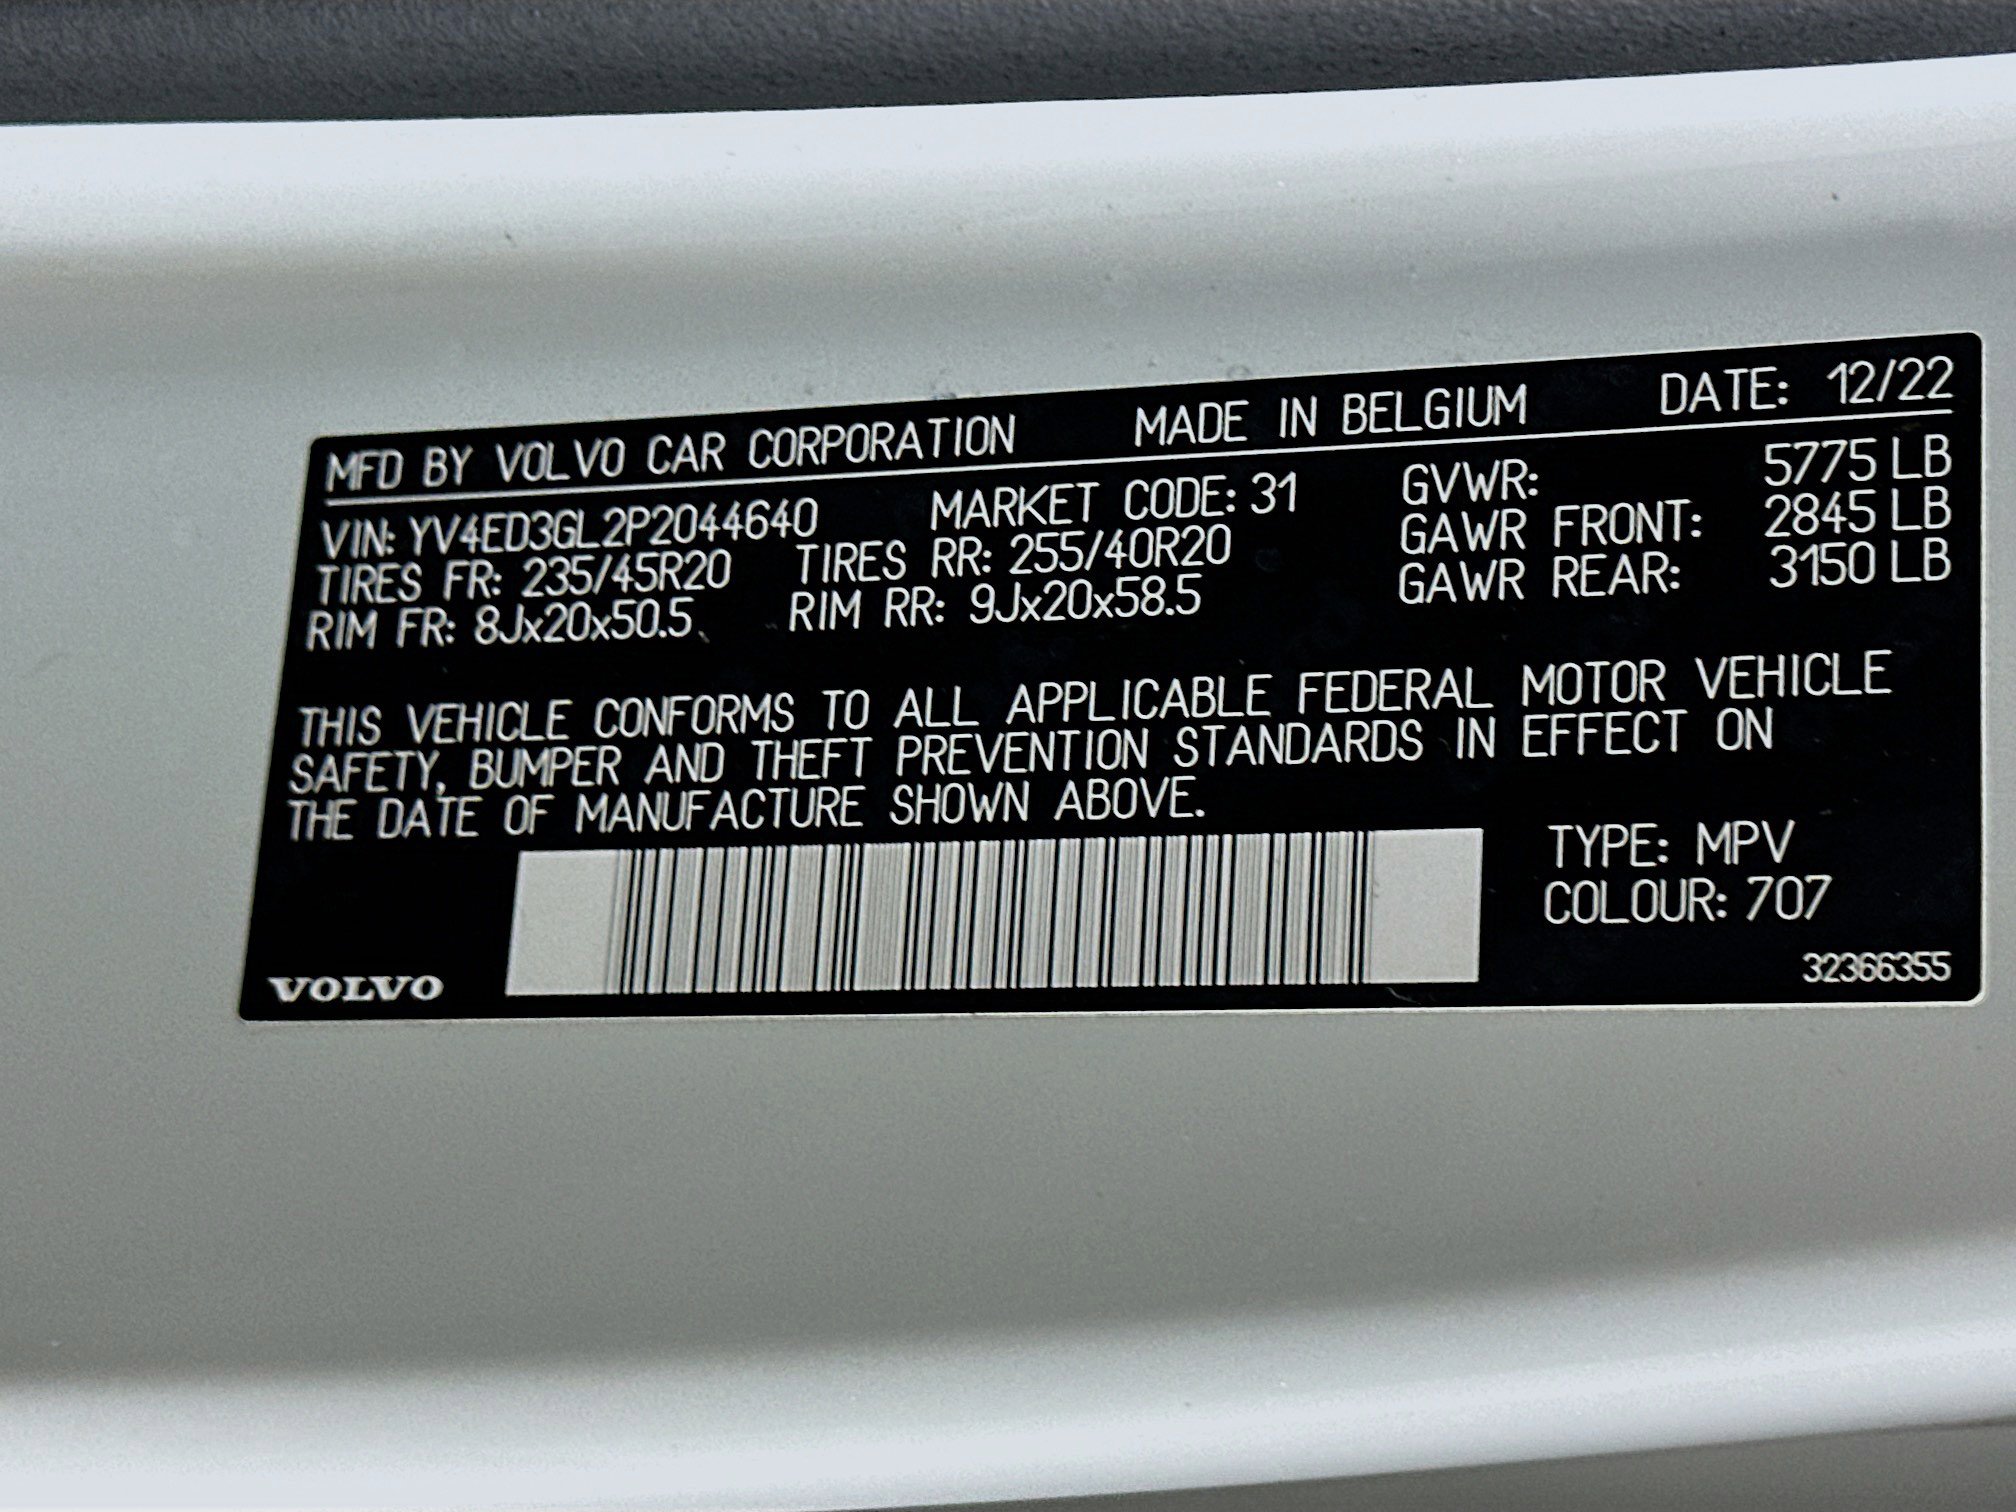 MFD BY VOLVO CAR CORPORATION MADE IN BELGIUM DATE: 12/22
VIN: YV4ED3GL2P2044640 MARKET CODE: 31 GVWR: 5775 LB
TIRES FR: 235/45R20 TIRES RR: 255/40R20 GAWR FRONT: 2845 LB
RIM FR: 8Jx20x50.5 RIM RR: 9Jx20x58.5 GAWR REAR: 3150 LB
THIS VEHICLE CONFORMS TO ALL APPLICABLE FEDERAL MOTOR VEHICLE
SAFETY, BUMPER AND THEFT PREVENTION STANDARDS IN EFFECT ON
THE DATE OF MANUFACTURE SHOWN ABOVE.
TYPE: MPV
COLOUR: 707
VOLVO 32366355